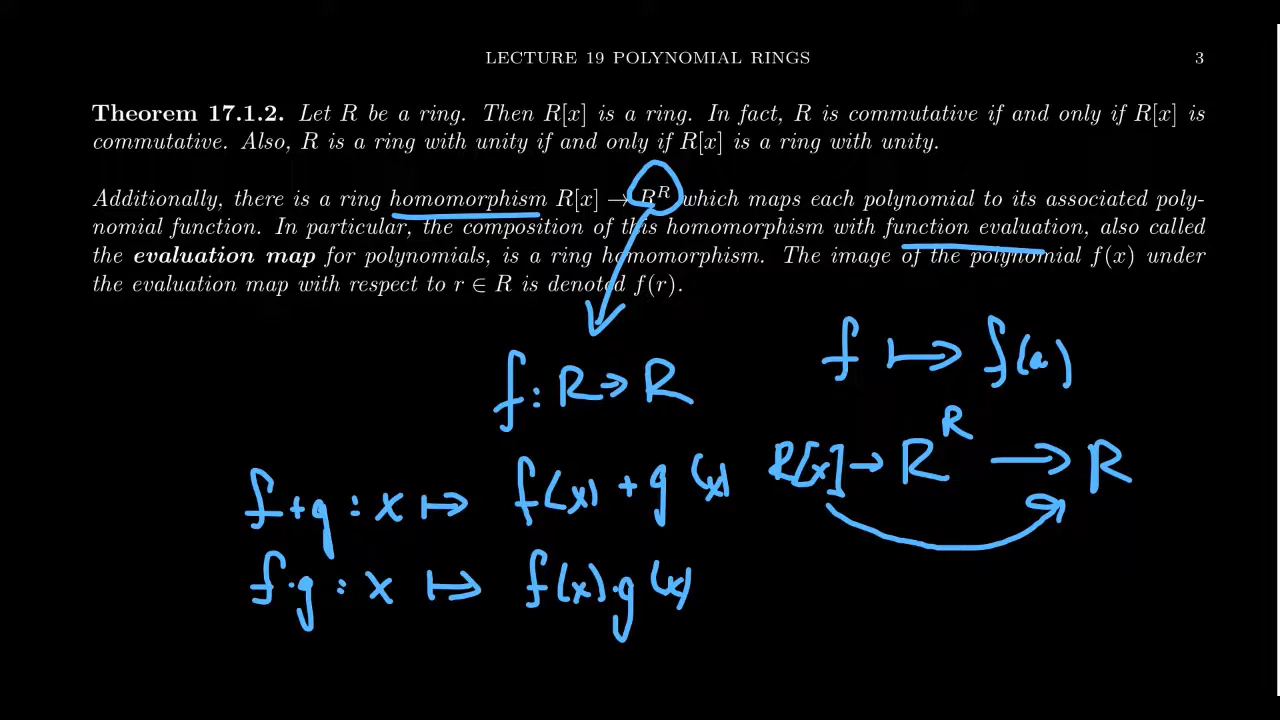 LECTURE 19 POLYNOMIAL RINGS 3
Theorem 17.1.2. Let R be a ring. Then R[x] is a ring. In fact, R is commutative if and only if R[x] is
commutative. Also, R is a ring with unity if and only if R[x] is a ring with unity.
Additionally, there is a ring homomorphism R[x] → R^R which maps each polynomial to its associated poly-
nomial function. In particular, the composition of this homomorphism with function evaluation, also called
the evaluation map for polynomials, is a ring homomorphism. The image of the polynomial f(x) under
the evaluation map with respect to r ∈ R is denoted f(r).
f ↦ f(a)
f: R → R
R[x] → R^R → R
f+g : x ↦ f(x) + g(x)
f·g : x ↦ f(x)·g(x)